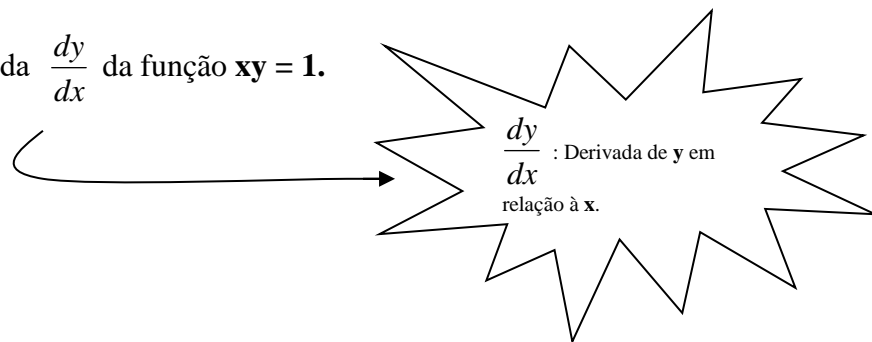 da dy/dx da função xy = 1.
dy/dx : Derivada de y em
relação à x.